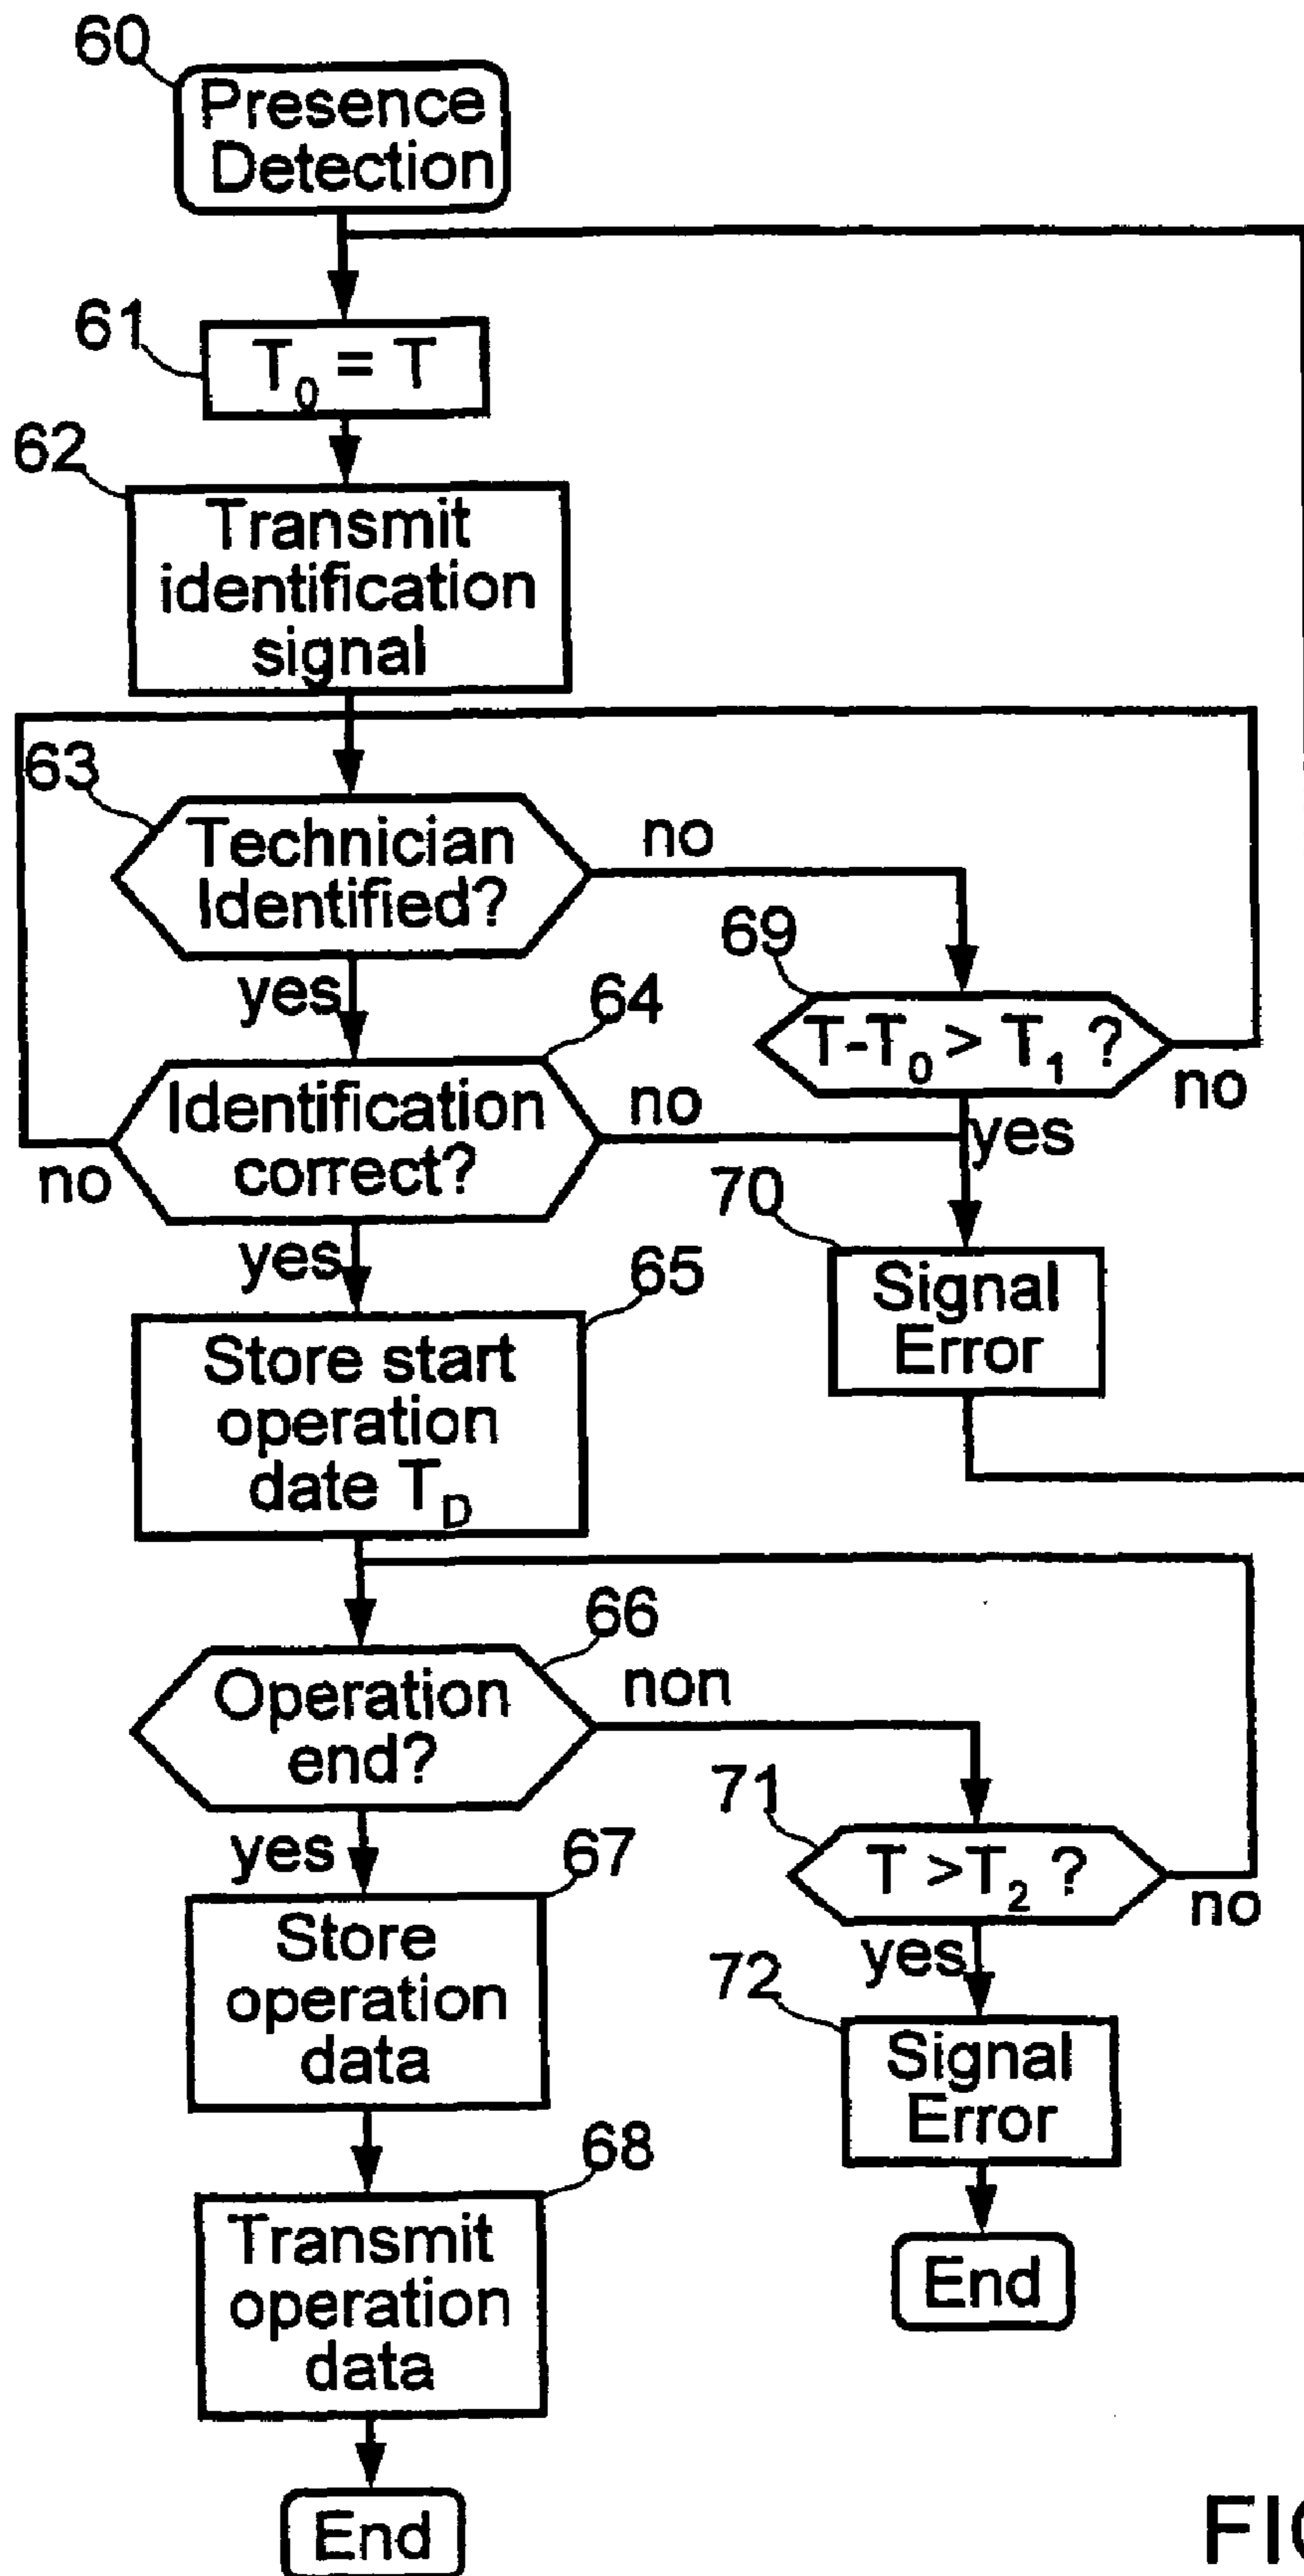 60
Presence
Detection
61
T₀ = T
62
Transmit
identification
signal
63
Technician
Identified?
no
yes
69
T-T₀ > T₁ ?
no
yes
64
Identification
correct?
no
no
yes
70
Signal
Error
65
Store start
operation
date T_D
66
Operation
end?
non
yes
71
T >T₂ ?
no
yes
67
Store
operation
data
72
Signal
Error
End
68
Transmit
operation
data
End